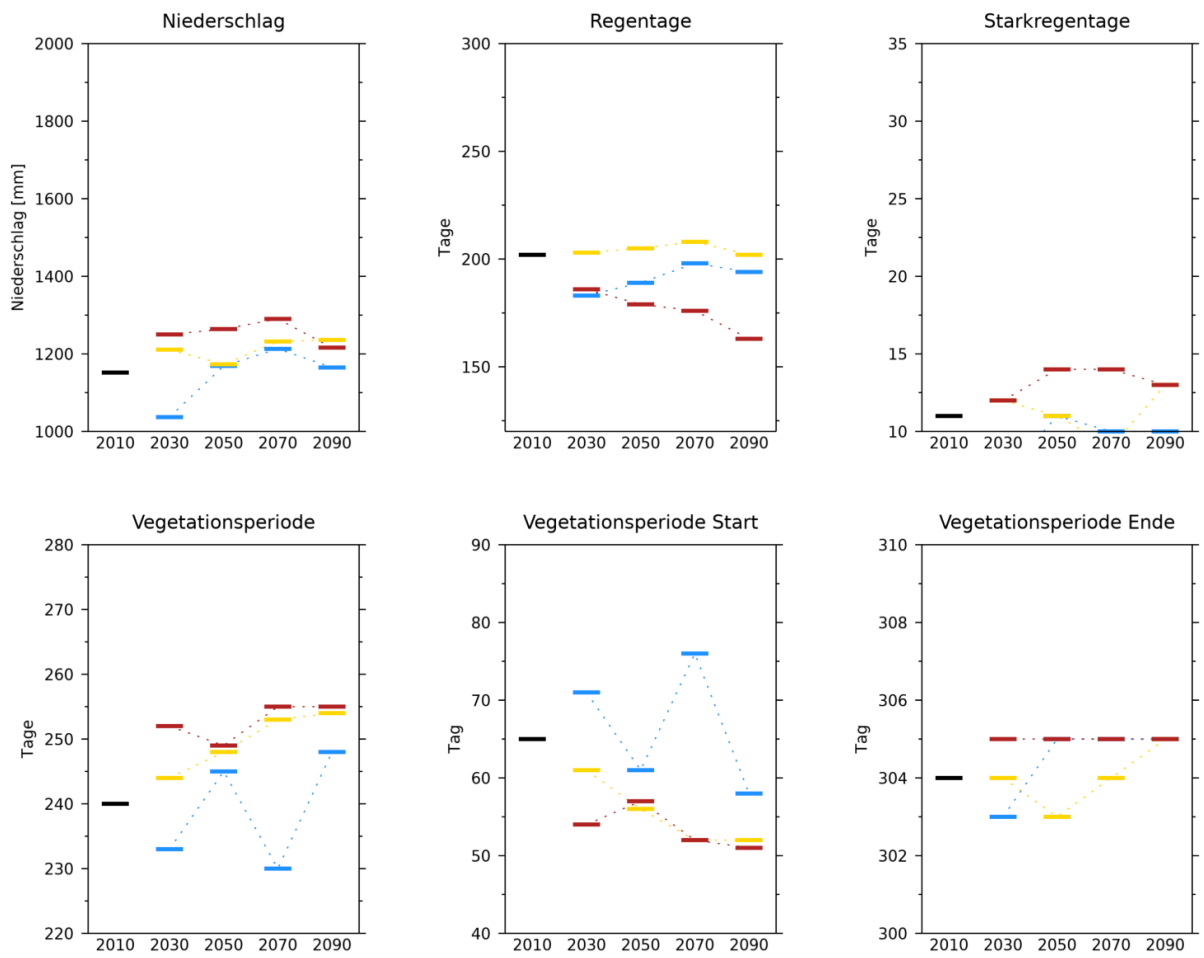 Niederschlag
Regentage
Starkregentage
Niederschlag [mm]
2000
1800
1600
1400
1200
1000
2010 2030 2050 2070 2090
Tage
300
250
200
150
2010 2030 2050 2070 2090
Tage
35
30
25
20
15
10
2010 2030 2050 2070 2090
Vegetationsperiode
Vegetationsperiode Start
Vegetationsperiode Ende
Tage
280
270
260
250
240
230
220
2010 2030 2050 2070 2090
Tag
90
80
70
60
50
40
2010 2030 2050 2070 2090
Tag
310
308
306
304
302
300
2010 2030 2050 2070 2090